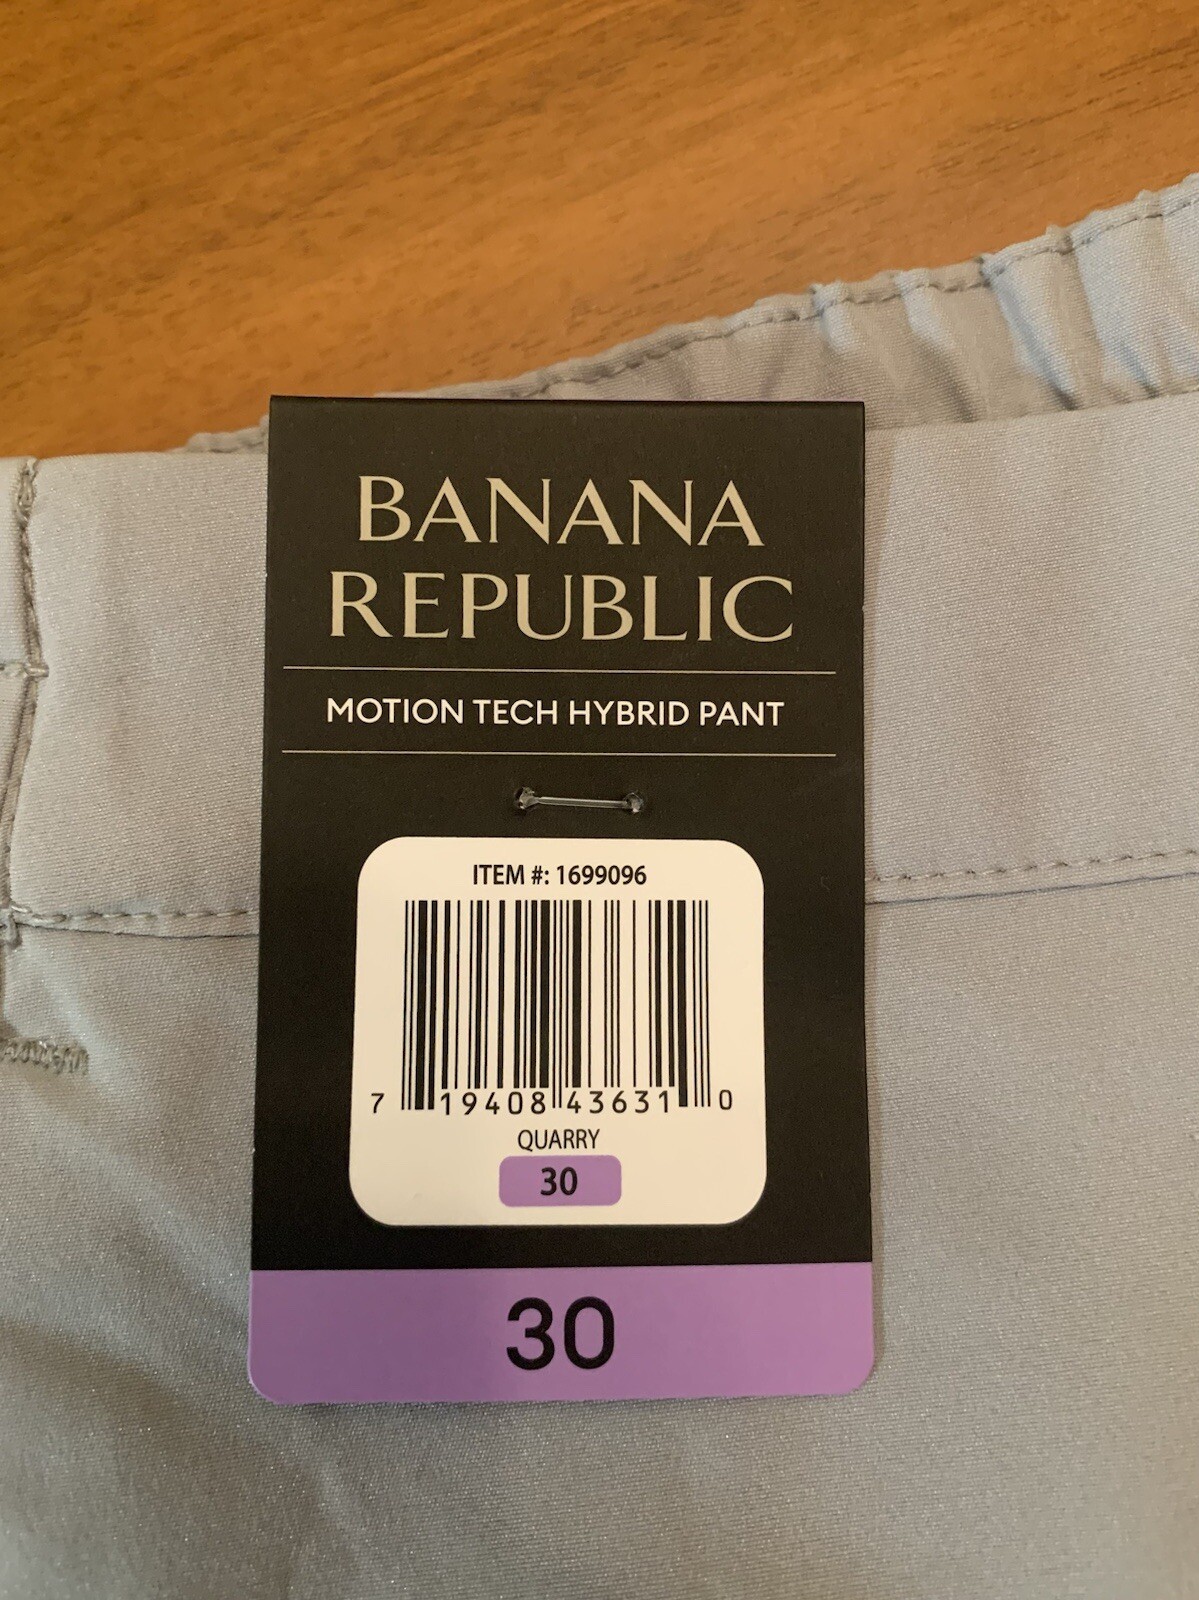 BANANA
REPUBLIC
MOTION TECH HYBRID PANT
ITEM #: 1699096
7 19408 43631 0
QUARRY
30
30